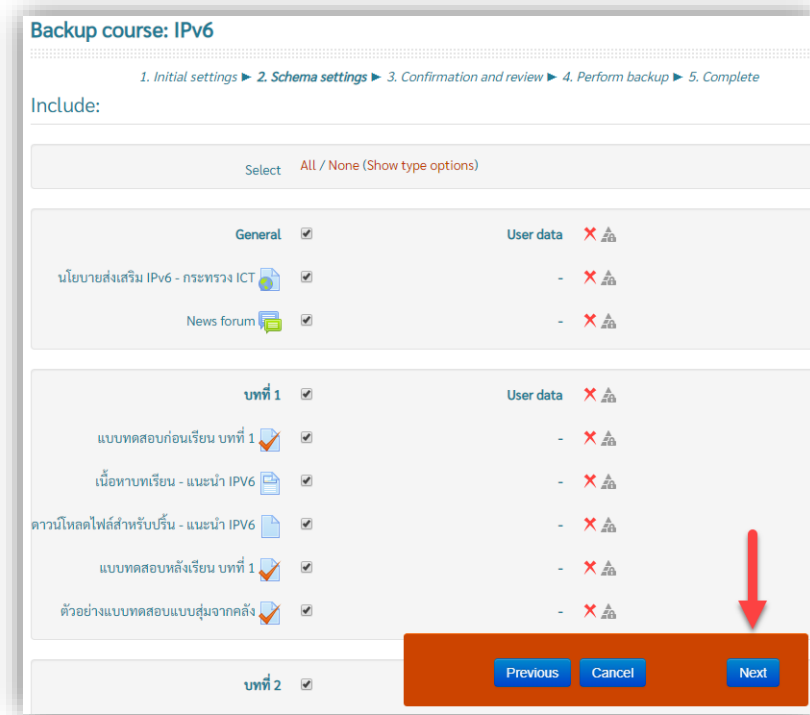 Backup course: IPv6
1. Initial settings ► 2. Schema settings ► 3. Confirmation and review ► 4. Perform backup ► 5. Complete
Include:
Select All / None (Show type options)
General User data
นโยบายส่งเสริม IPv6 - กระทรวง ICT -
News forum -
บทที่ 1 User data
แบบทดสอบก่อนเรียน บทที่ 1 -
เนื้อหาบทเรียน - แนะนำ IPV6 -
ดาวน์โหลดไฟล์สำหรับปริ้น - แนะนำ IPV6 -
แบบทดสอบหลังเรียน บทที่ 1 -
ตัวอย่างแบบทดสอบแบบสุ่มจากคลัง -
บทที่ 2
Previous Cancel Next